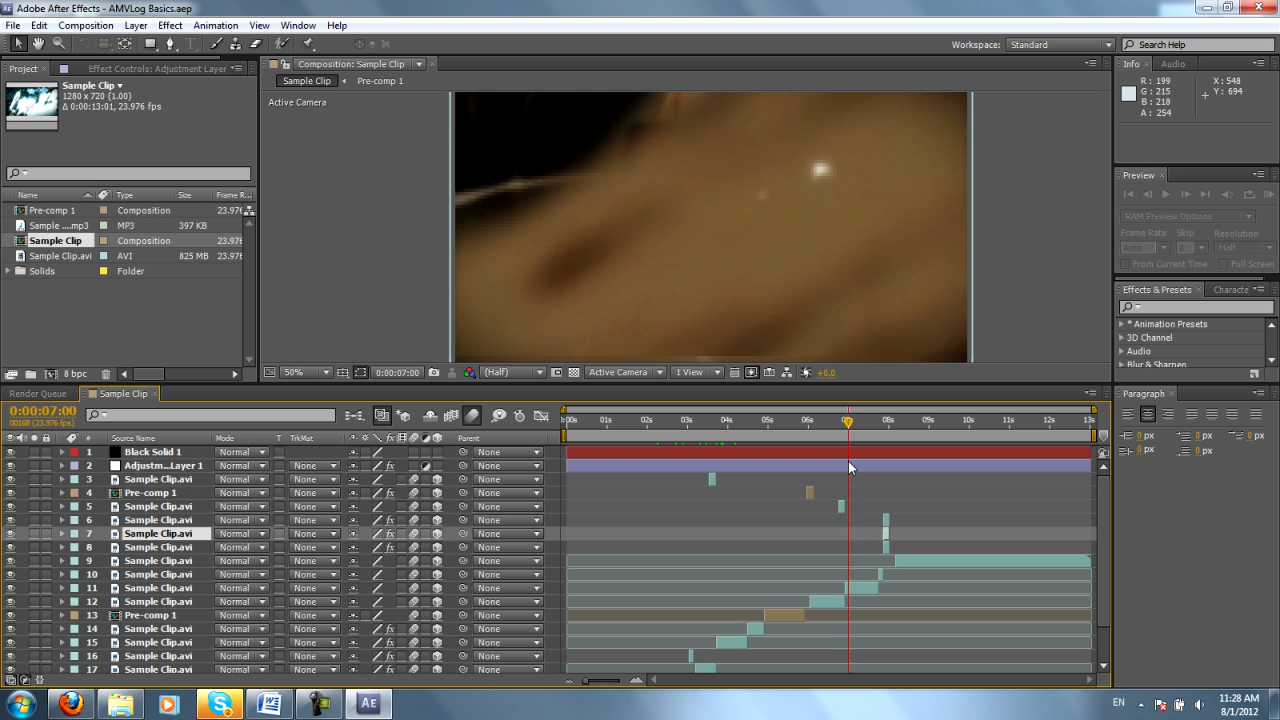 Adobe After Effects - AMVLog Basics.aep
File Edit Composition Layer Effect Animation View Window Help
Workspace: Standard Search Help
Project Effect Controls: Adjustment Layer
Sample Clip
1280 x 720 (1.00)
Δ 0:00:13:01, 23.976 fps
Name Type Size Frame R
Pre-comp 1 Composition 23.976
Sample ....mp3 MP3 397 KB
Sample Clip Composition 23.976
Sample Clip.avi AVI 825 MB 23.976
Solids Folder
8 bpc
Composition: Sample Clip
Sample Clip Pre-comp 1
Active Camera
50% 0:00:07:00 (Half) Active Camera 1 View +0.0
Info Audio
R : 199 X : 548
G : 215 Y : 694
B : 218
A : 254
Preview
RAM Preview Options
Frame Rate Skip Resolution
Auto 0 Half
From Current Time Full Screen
Effects & Presets Characte
* Animation Presets
3D Channel
Audio
Blur & Sharpen
Paragraph
0 px 0 px 0 px
0 px 0 px
Render Queue Sample Clip
0:00:07:00
00168 (23.976 fps)
:00s 01s 02s 03s 04s 05s 06s 08s 09s 10s 11s 12s 13s
# Source Name Mode T TrkMat Parent
1 Black Solid 1 Normal None
2 Adjustm...Layer 1 Normal None None
3 Sample Clip.avi Normal None None
4 Pre-comp 1 Normal None None
5 Sample Clip.avi Normal None None
6 Sample Clip.avi Normal None None
7 Sample Clip.avi Normal None None
8 Sample Clip.avi Normal None None
9 Sample Clip.avi Normal None None
10 Sample Clip.avi Normal None None
11 Sample Clip.avi Normal None None
12 Sample Clip.avi Normal None None
13 Pre-comp 1 Normal None None
14 Sample Clip.avi Normal None None
15 Sample Clip.avi Normal None None
16 Sample Clip.avi Normal None None
17 Sample Clip.avi Normal None None
EN 11:28 AM
8/1/2012